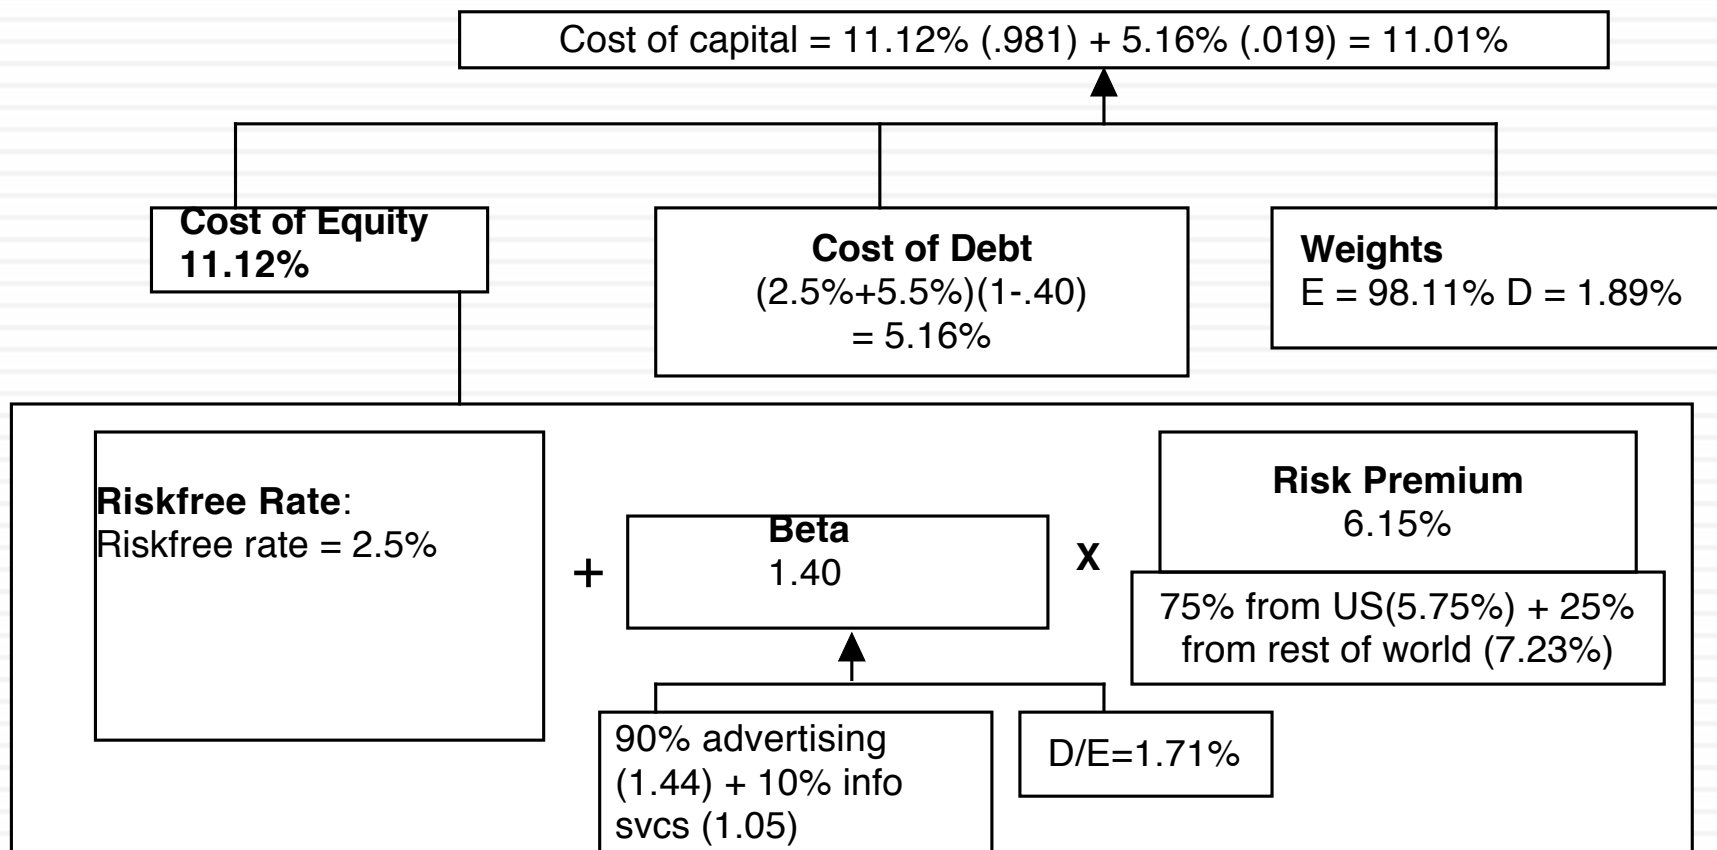 Cost of capital = 11.12% (.981) + 5.16% (.019) = 11.01%
Cost of Equity
11.12%
Cost of Debt
(2.5%+5.5%)(1-.40)
= 5.16%
Weights
E = 98.11% D = 1.89%
Riskfree Rate:
Riskfree rate = 2.5%
+
Beta
1.40
X
Risk Premium
6.15%
75% from US(5.75%) + 25%
from rest of world (7.23%)
90% advertising
(1.44) + 10% info
svcs (1.05)
D/E=1.71%